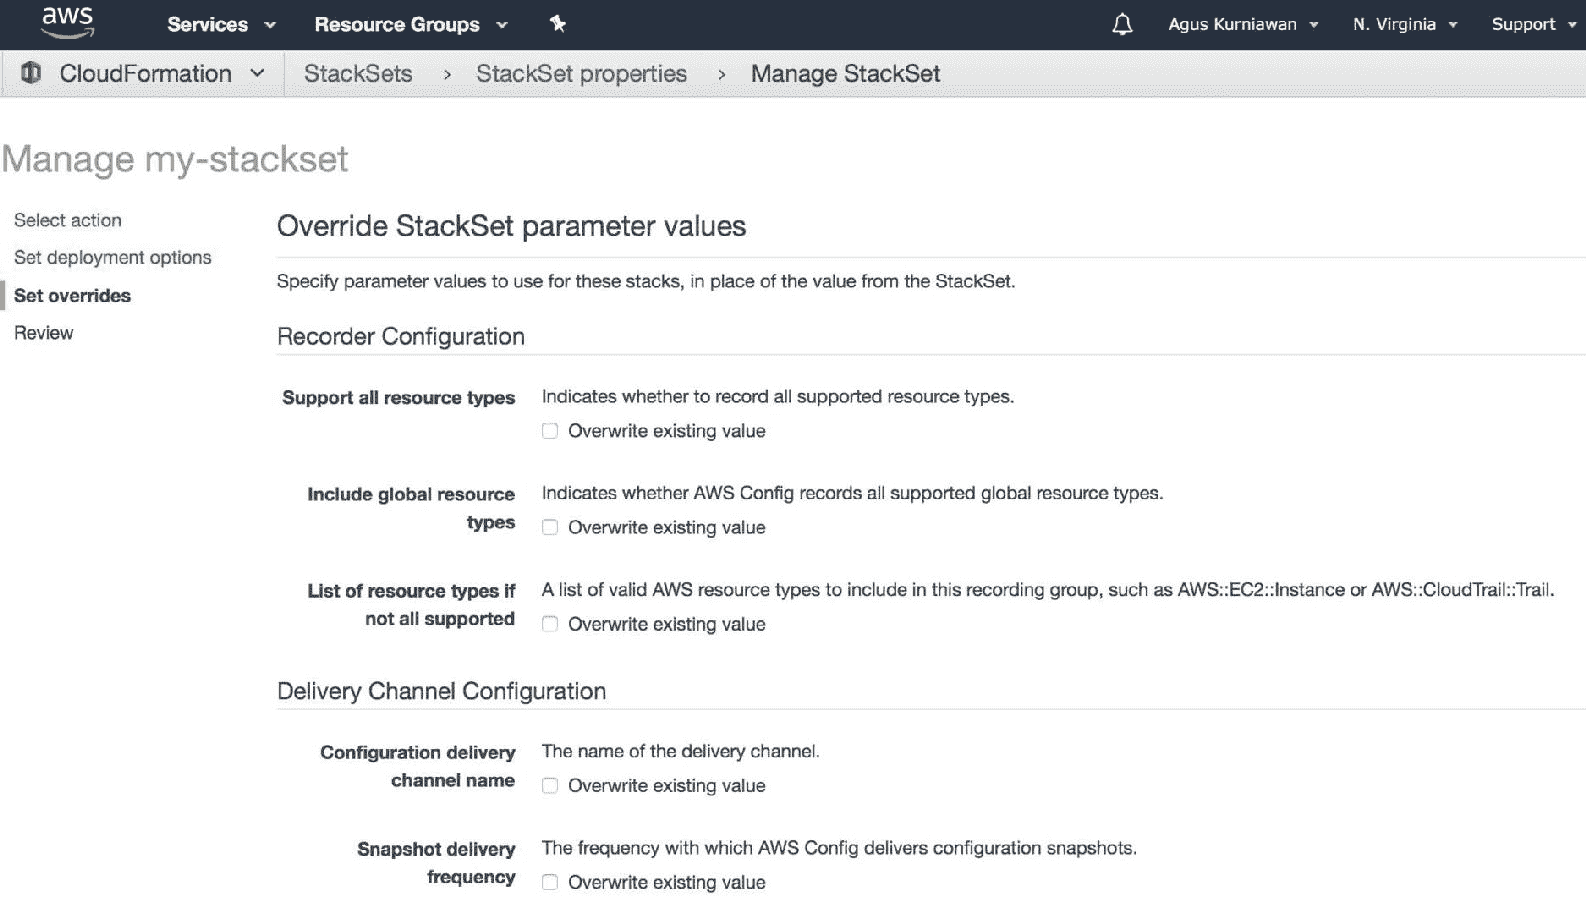 aws Services Resource Groups Agus Kurniawan N. Virginia Support
CloudFormation StackSets › StackSet properties › Manage StackSet
Manage my-stackset
Select action
Set deployment options
Set overrides
Review
Override StackSet parameter values
Specify parameter values to use for these stacks, in place of the value from the StackSet.
Recorder Configuration
Support all resource types
Indicates whether to record all supported resource types.
Overwrite existing value
Include global resource
types
Indicates whether AWS Config records all supported global resource types.
Overwrite existing value
List of resource types if
not all supported
A list of valid AWS resource types to include in this recording group, such as AWS::EC2::Instance or AWS::CloudTrail::Trail.
Overwrite existing value
Delivery Channel Configuration
Configuration delivery
channel name
The name of the delivery channel.
Overwrite existing value
Snapshot delivery
frequency
The frequency with which AWS Config delivers configuration snapshots.
Overwrite existing value